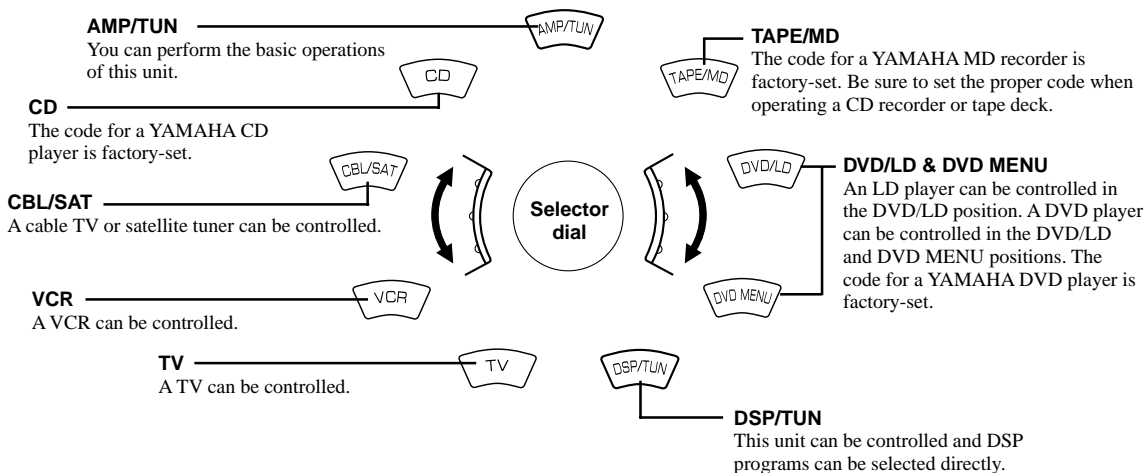 AMP/TUN
You can perform the basic operations
of this unit.
AMP/TUN
CD
The code for a YAMAHA CD
player is factory-set.
CD
CBL/SAT
A cable TV or satellite tuner can be controlled.
CBL/SAT
VCR
A VCR can be controlled.
VCR
TV
A TV can be controlled.
TV
Selector
dial
TAPE/MD
TAPE/MD
The code for a YAMAHA MD recorder is
factory-set. Be sure to set the proper code when
operating a CD recorder or tape deck.
DVD/LD
DVD MENU
DVD/LD & DVD MENU
An LD player can be controlled in
the DVD/LD position. A DVD player
can be controlled in the DVD/LD
and DVD MENU positions. The
code for a YAMAHA DVD player is
factory-set.
DSP/TUN
DSP/TUN
This unit can be controlled and DSP
programs can be selected directly.